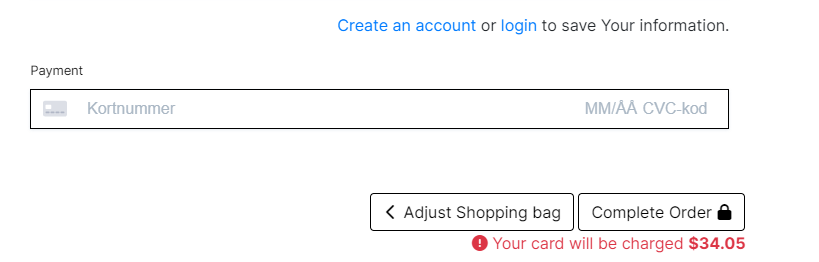 Create an account or login to save Your information.
Payment
Kortnummer MM/ÅÅ CVC-kod
Adjust Shopping bag Complete Order
Your card will be charged $34.05